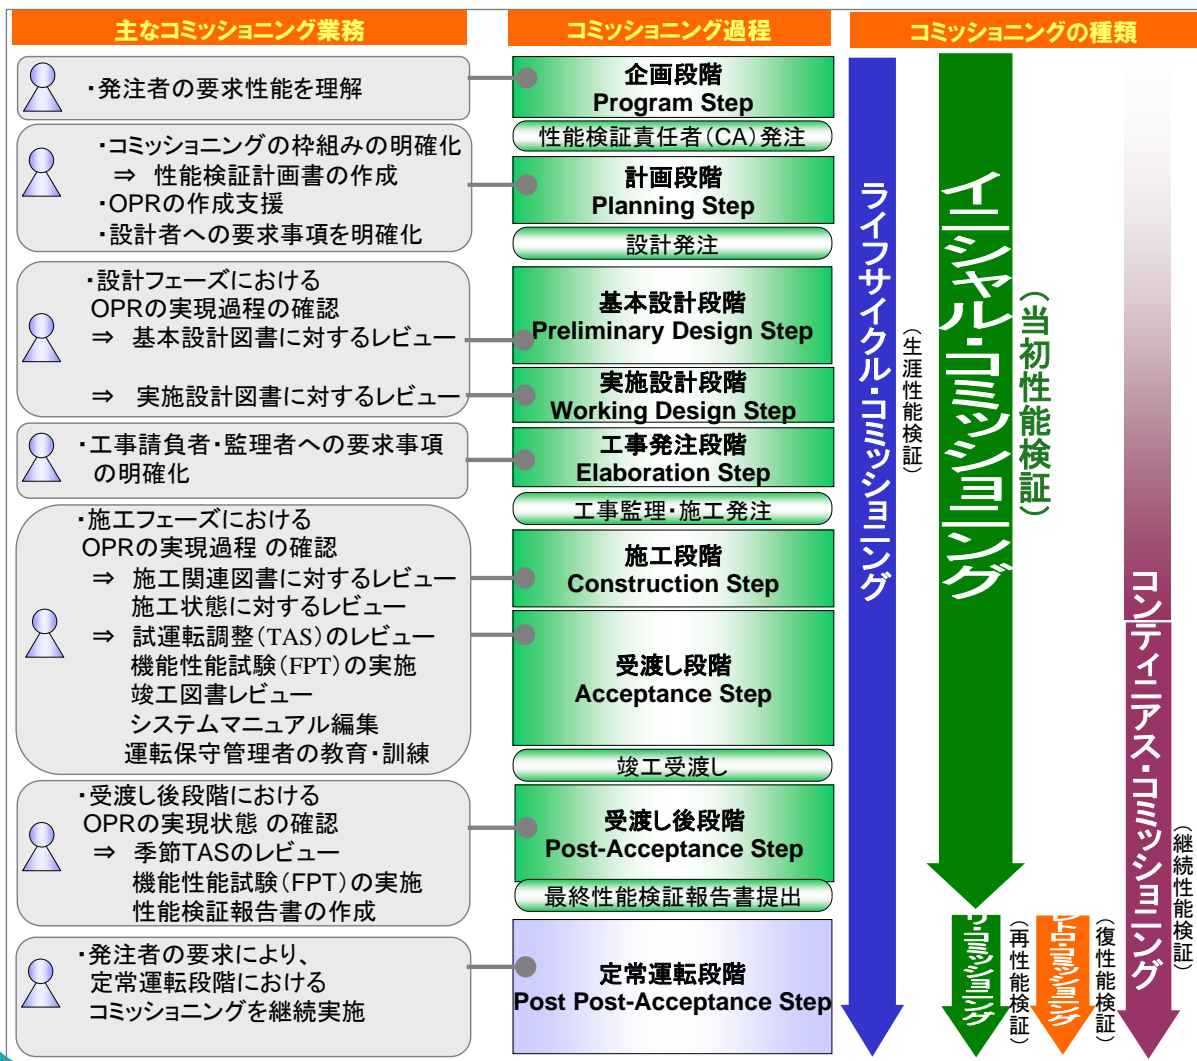 主なコミッショニング業務
・発注者の要求性能を理解
・コミッショニングの枠組みの明確化
⇒ 性能検証計画書の作成
・OPRの作成支援
・設計者への要求事項を明確化
・設計フェーズにおける
OPRの実現過程の確認
⇒ 基本設計図書に対するレビュー
⇒ 実施設計図書に対するレビュー
・工事請負者・監理者への要求事項
の明確化
・施工フェーズにおける
OPRの実現過程 の確認
⇒ 施工関連図書に対するレビュー
施工状態に対するレビュー
⇒ 試運転調整(TAS)のレビュー
機能性能試験(FPT)の実施
竣工図書レビュー
システムマニュアル編集
運転保守管理者の教育・訓練
・受渡し後段階における
OPRの実現状態 の確認
⇒ 季節TASのレビュー
機能性能試験(FPT)の実施
性能検証報告書の作成
・発注者の要求により、
定常運転段階における
コミッショニングを継続実施
コミッショニング過程
企画段階
Program Step
性能検証責任者(CA)発注
計画段階
Planning Step
設計発注
基本設計段階
Preliminary Design Step
実施設計段階
Working Design Step
工事発注段階
Elaboration Step
工事監理・施工発注
施工段階
Construction Step
受渡し段階
Acceptance Step
竣工受渡し
受渡し後段階
Post-Acceptance Step
最終性能検証報告書提出
定常運転段階
Post Post-Acceptance Step
コミッショニングの種類
ライフサイクル・コミッショニング
(生涯性能検証)
イニシャル・コミッショニング
(当初性能検証)
リ・コミッショニング
(再性能検証)
レトロ・コミッショニング
(復性能検証)
コンティニアス・コミッショニング
(継続性能検証)